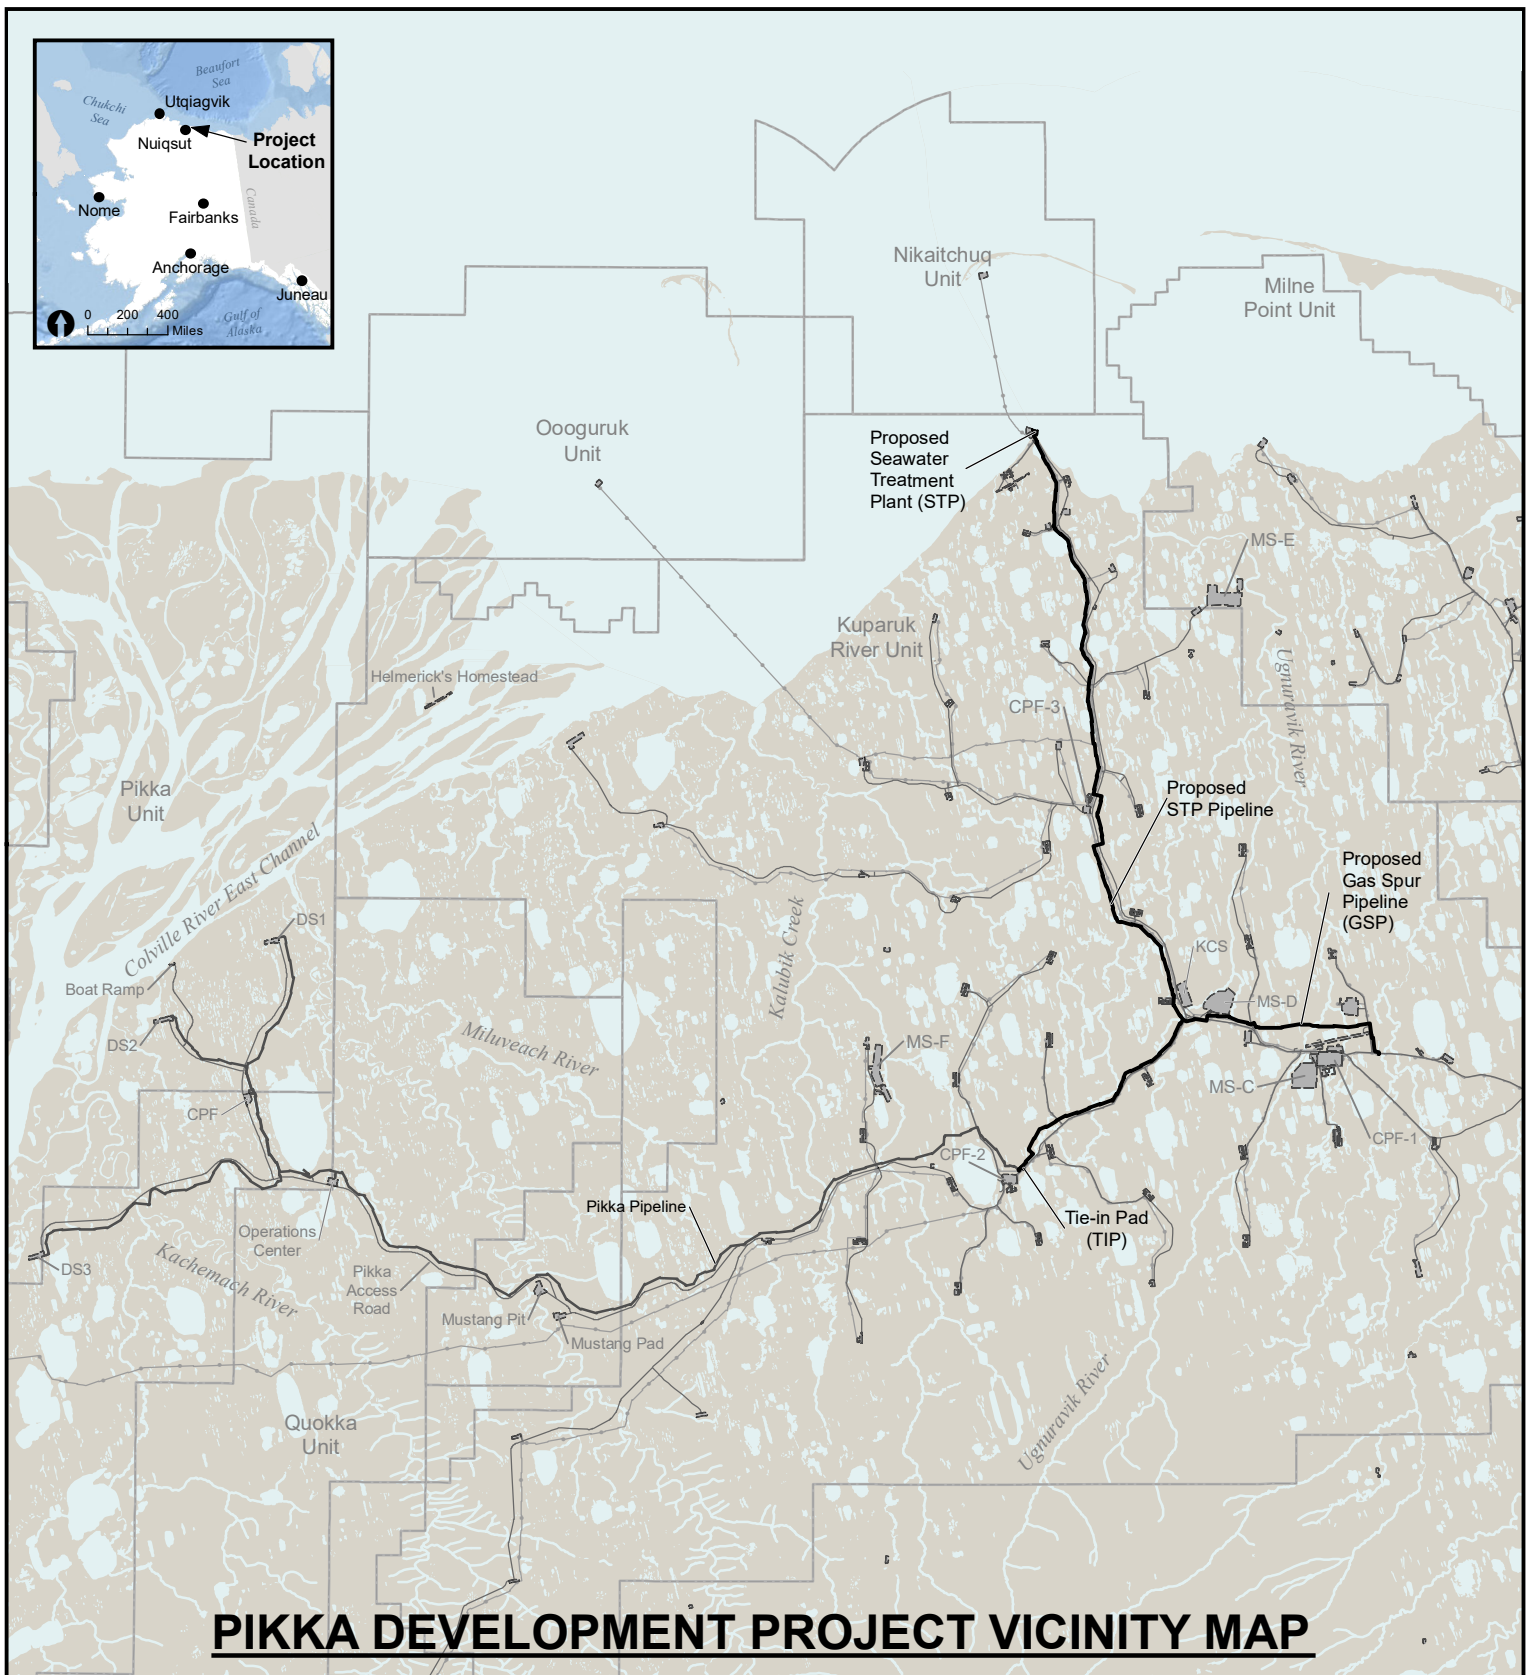 Beaufort
Sea
Chukchi
Sea
Utqiagvik
Nuiqsut
Project
Location
Canada
Nome
Fairbanks
Anchorage
Juneau
0 200 400
Miles
Gulf of
Alaska
Nikaitchuq
Unit
Milne
Point Unit
Oooguruk
Unit
Proposed
Seawater
Treatment
Plant (STP)
MS-E
Kuparuk
River Unit
Ugnuravik River
Helmerick's Homestead
CPF-3
Pikka
Unit
Proposed
STP Pipeline
Colville River East Channel
Proposed
Gas Spur
Pipeline
(GSP)
DS1
Kalubik Creek
KCS
Boat Ramp
MS-D
DS2
Miluveach River
MS-F
MS-C
CPF
CPF-1
CPF-2
Pikka Pipeline
Tie-in Pad
(TIP)
Operations
Center
DS3
Kachemach River
Pikka
Access
Road
Mustang Pit
Mustang Pad
Ugnuravik River
Quokka
Unit
PIKKA DEVELOPMENT PROJECT VICINITY MAP